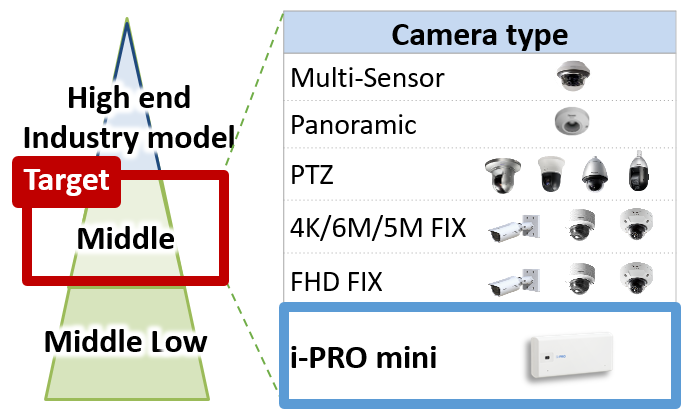 High end
Industry model
Target
Middle
Middle Low
Camera type
Multi-Sensor
Panoramic
PTZ
4K/6M/5M FIX
FHD FIX
i-PRO mini